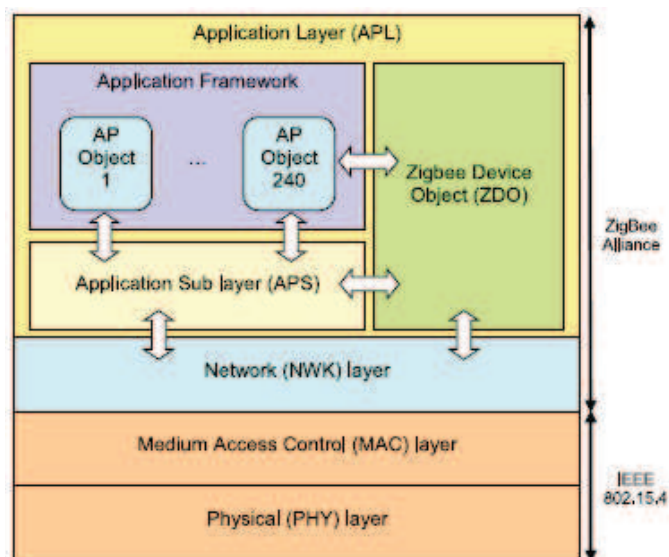 Application Layer (APL)
Application Framework
AP
Object
1
...
AP
Object
240
Zigbee Device
Object (ZDO)
Application Sub layer (APS)
Network (NWK) layer
Medium Access Control (MAC) layer
Physical (PHY) layer
ZigBee
Alliance
IEEE
802.15.4